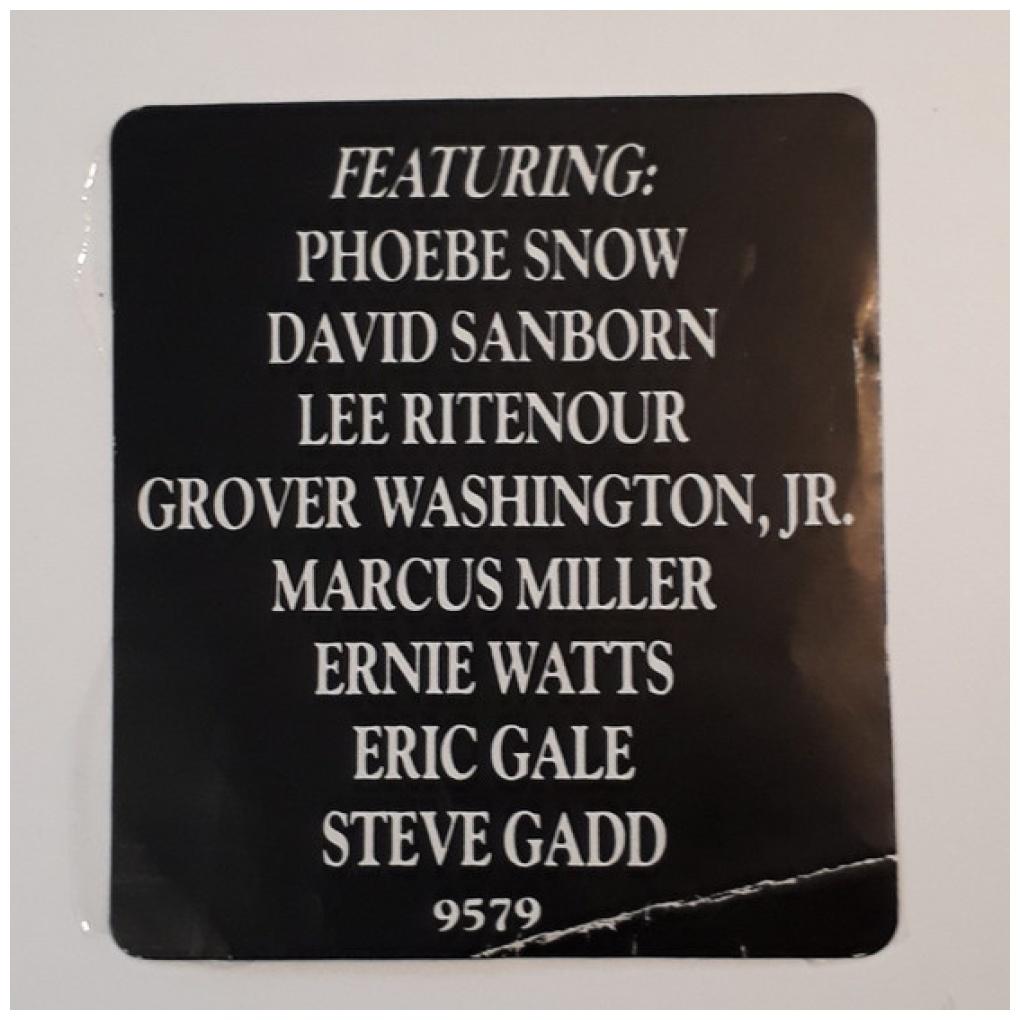 FEATURING:
PHOEBE SNOW
DAVID SANBORN
LEE RITENOUR
GROVER WASHINGTON, JR.
MARCUS MILLER
ERNIE WATTS
ERIC GALE
STEVE GADD
9579